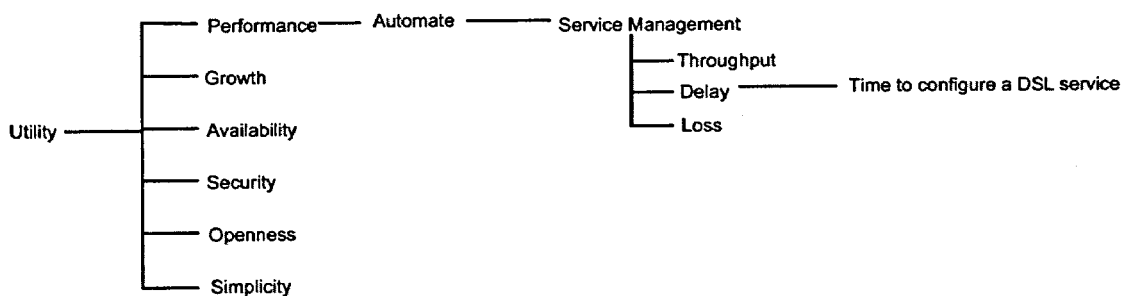 Performance Automate Service Management
Throughput
Growth
Delay Time to configure a DSL service
Loss
Utility Availability
Security
Openness
Simplicity